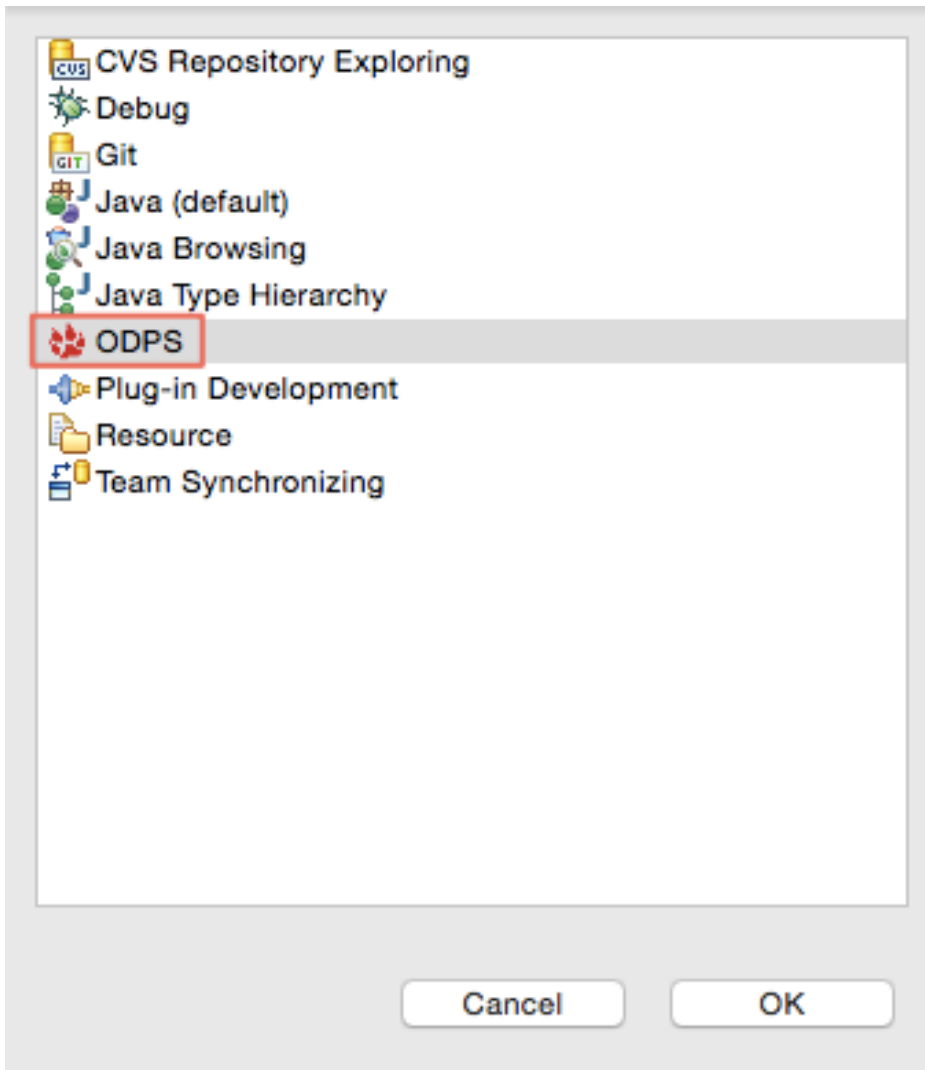 CVS Repository Exploring
Debug
GIT Git
Java (default)
Java Browsing
Java Type Hierarchy
ODPS
Plug-in Development
Resource
Team Synchronizing
Cancel OK